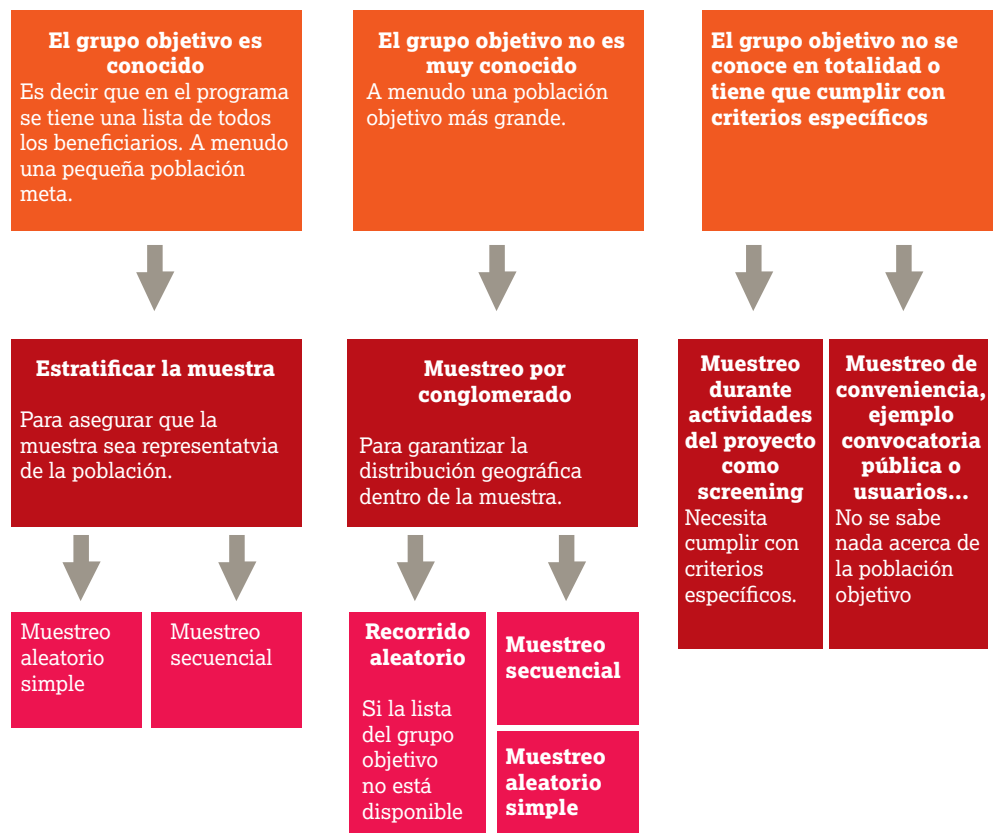 El grupo objetivo es
conocido
Es decir que en el programa
se tiene una lista de todos
los beneficiarios. A menudo
una pequeña población
meta.
El grupo objetivo no es
muy conocido
A menudo una población
objetivo más grande.
El grupo objetivo no se
conoce en totalidad o
tiene que cumplir con
criterios específicos
Estratificar la muestra
Para asegurar que la
muestra sea representatvia
de la población.
Muestreo por
conglomerado
Para garantizar la
distribución geográfica
dentro de la muestra.
Muestreo
durante
actividades
del proyecto
como
screening
Necesita
cumplir con
criterios
específicos.
Muestreo de
conveniencia,
ejemplo
convocatoria
pública o
usuarios...
No se sabe
nada acerca de
la población
objetivo
Muestreo
aleatorio
simple
Muestreo
secuencial
Recorrido
aleatorio
Si la lista
del grupo
objetivo
no está
disponible
Muestreo
secuencial
Muestreo
aleatorio
simple